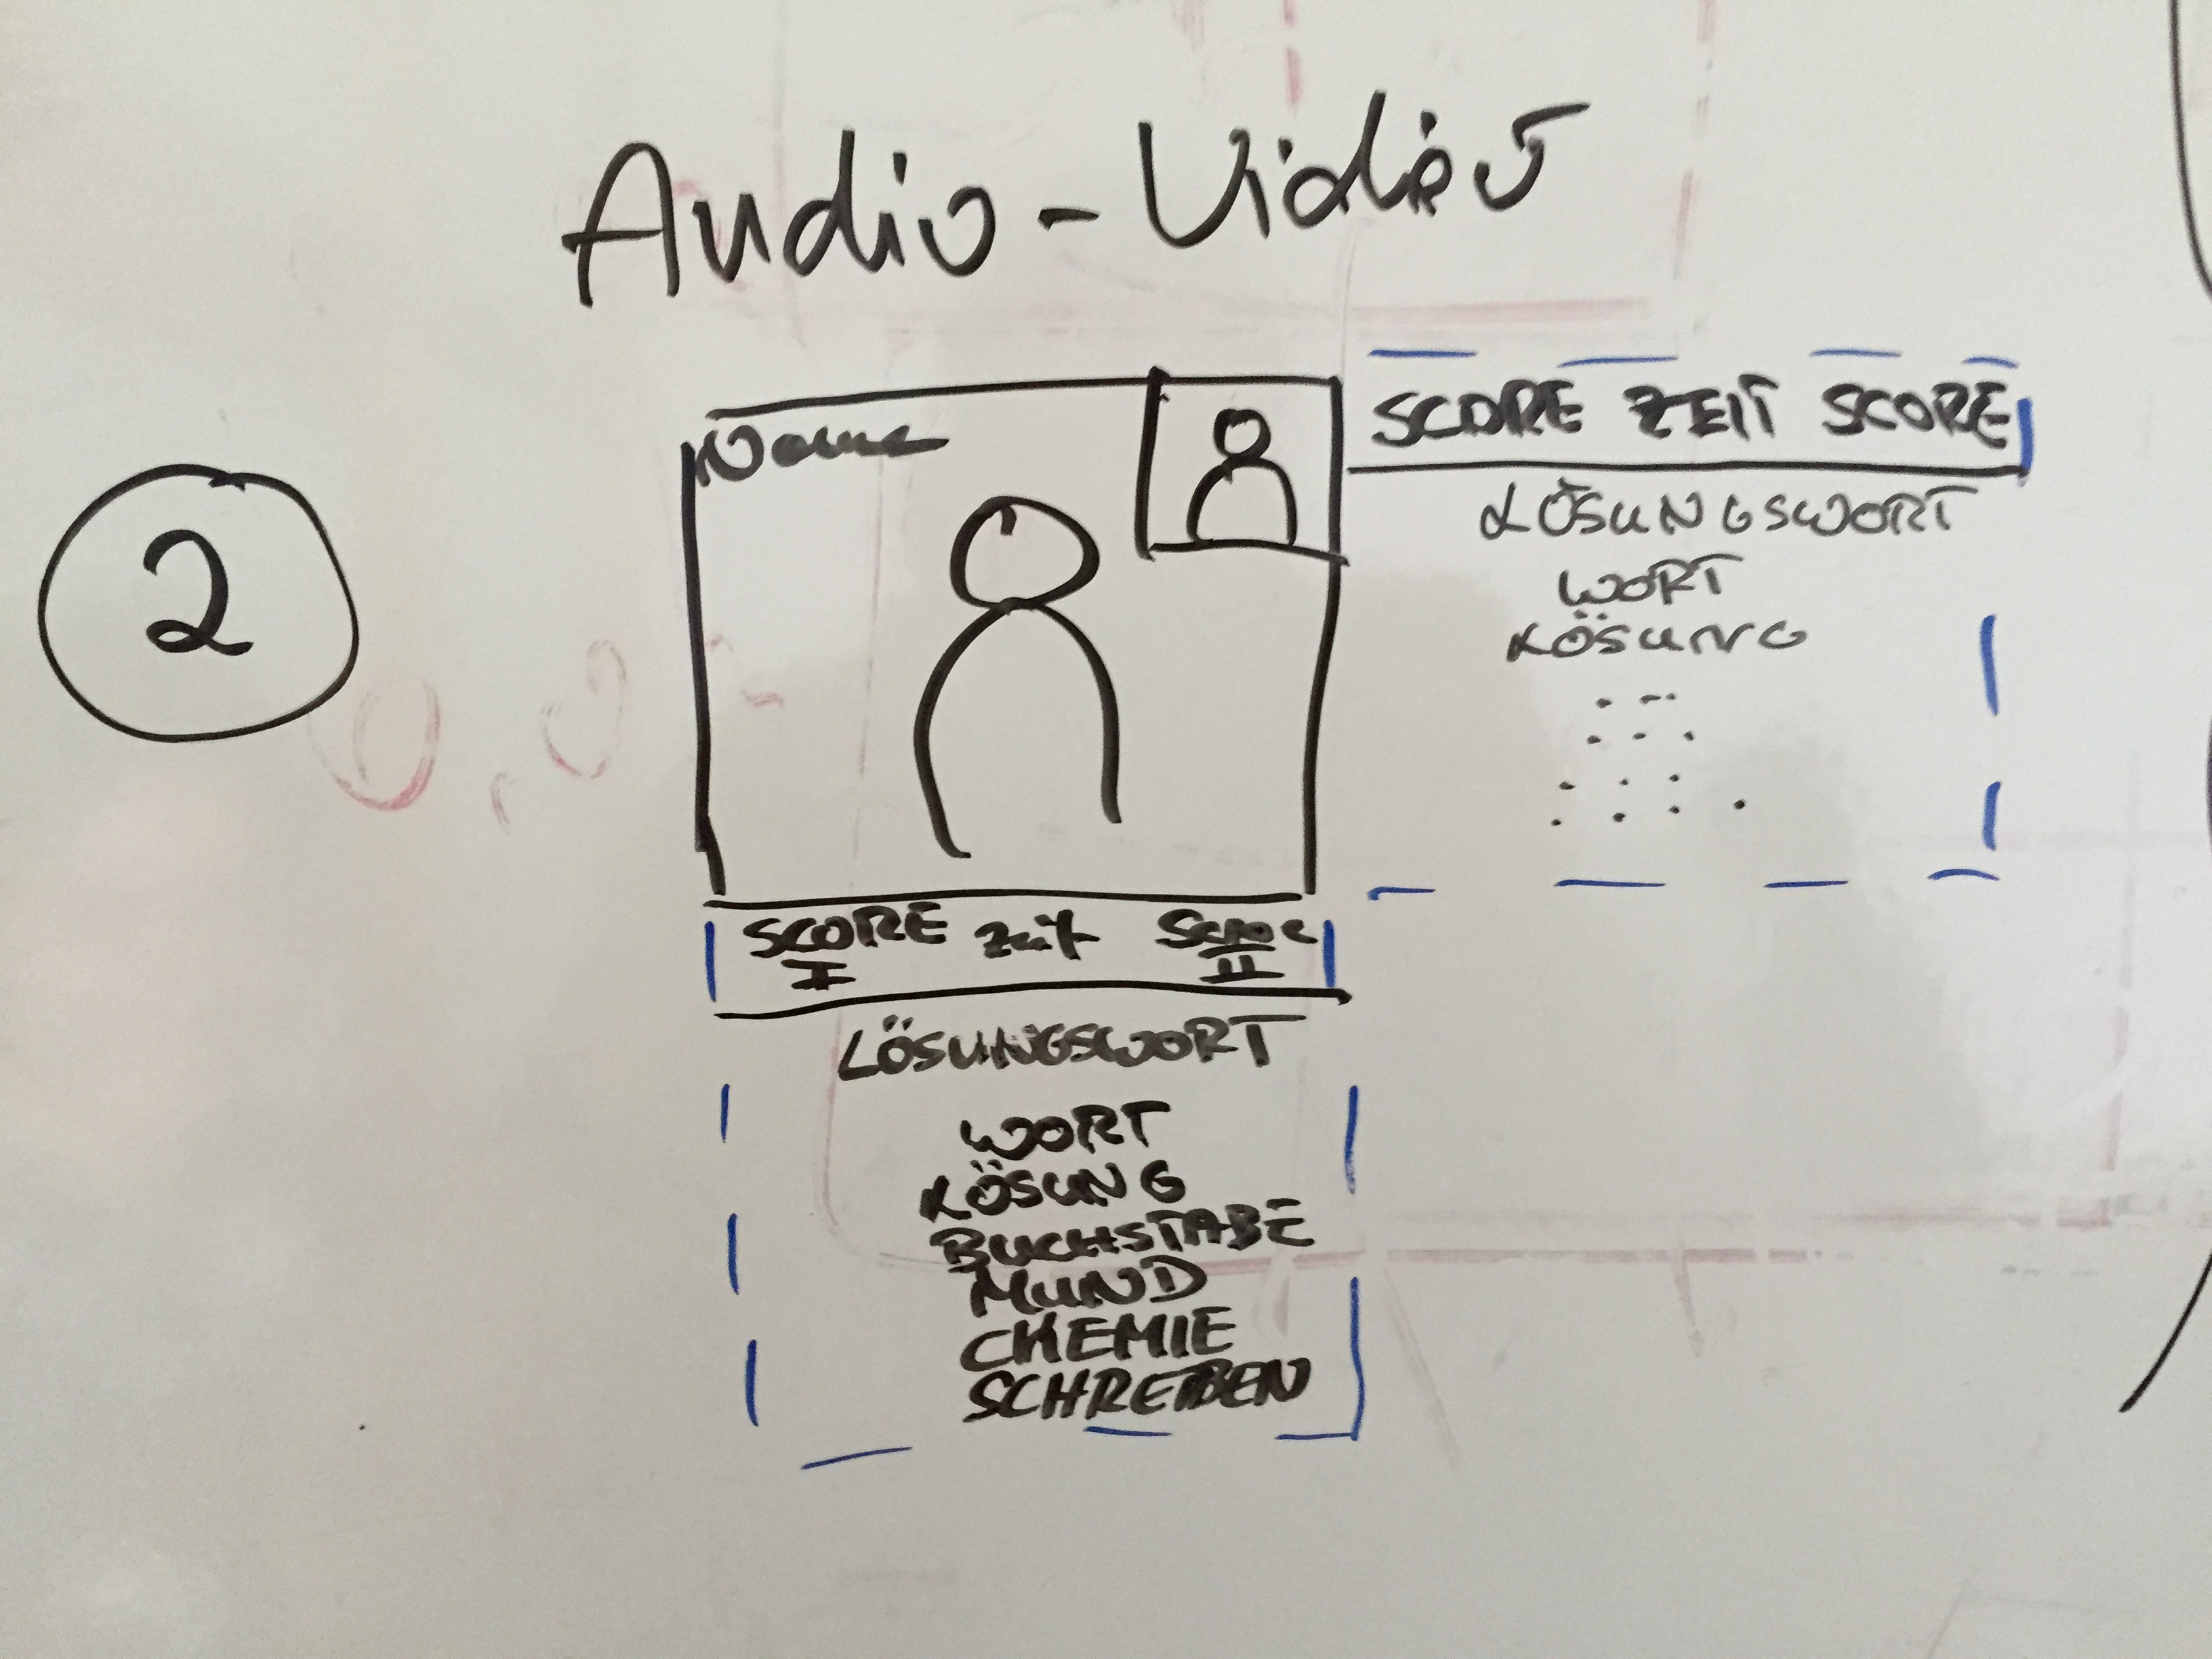 Audio - Video
2
Name
SCORE ZEIT SCORE
LÖSUNGSWORT
WORT
LÖSUNG
SCORE Zeit Score
I II
LÖSUNGSWORT
WORT
LÖSUNG
BUCHSTABE
MUND
CHEMIE
SCHREIBEN